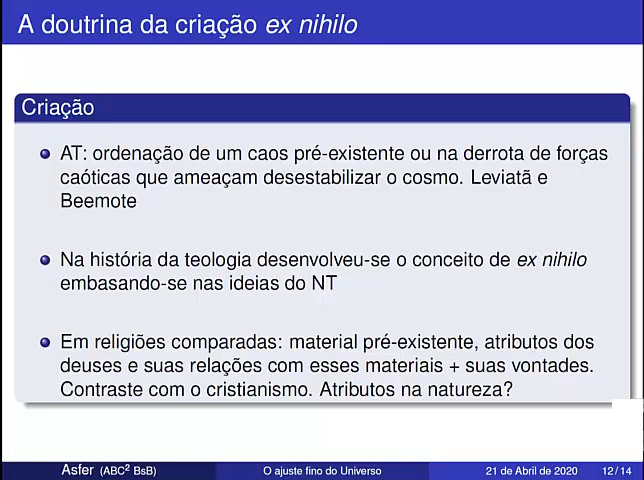 A doutrina da criação ex nihilo
Criação
AT: ordenação de um caos pré-existente ou na derrota de forças
caóticas que ameaçam desestabilizar o cosmo. Leviatã e
Beemote
Na história da teologia desenvolveu-se o conceito de ex nihilo
embasando-se nas ideias do NT
Em religiões comparadas: material pré-existente, atributos dos
deuses e suas relações com esses materiais + suas vontades.
Contraste com o cristianismo. Atributos na natureza?
Asfer (ABC² BsB) O ajuste fino do Universo 21 de Abril de 2020 12 / 14